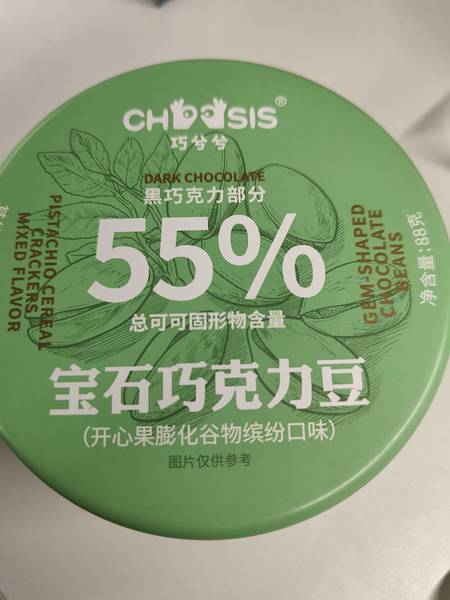 CHOOSIS®
巧兮兮
DARK CHOCOLATE
黑巧克力部分
55%
总可可固形物含量
宝石巧克力豆
(开心果膨化谷物缤纷口味)
图片仅供参考
PISTACHIO CEREAL
CRACKERS
MIXED FLAVOR
GEM-SHAPED
CHOCOLATE
BEANS
净含量:88克